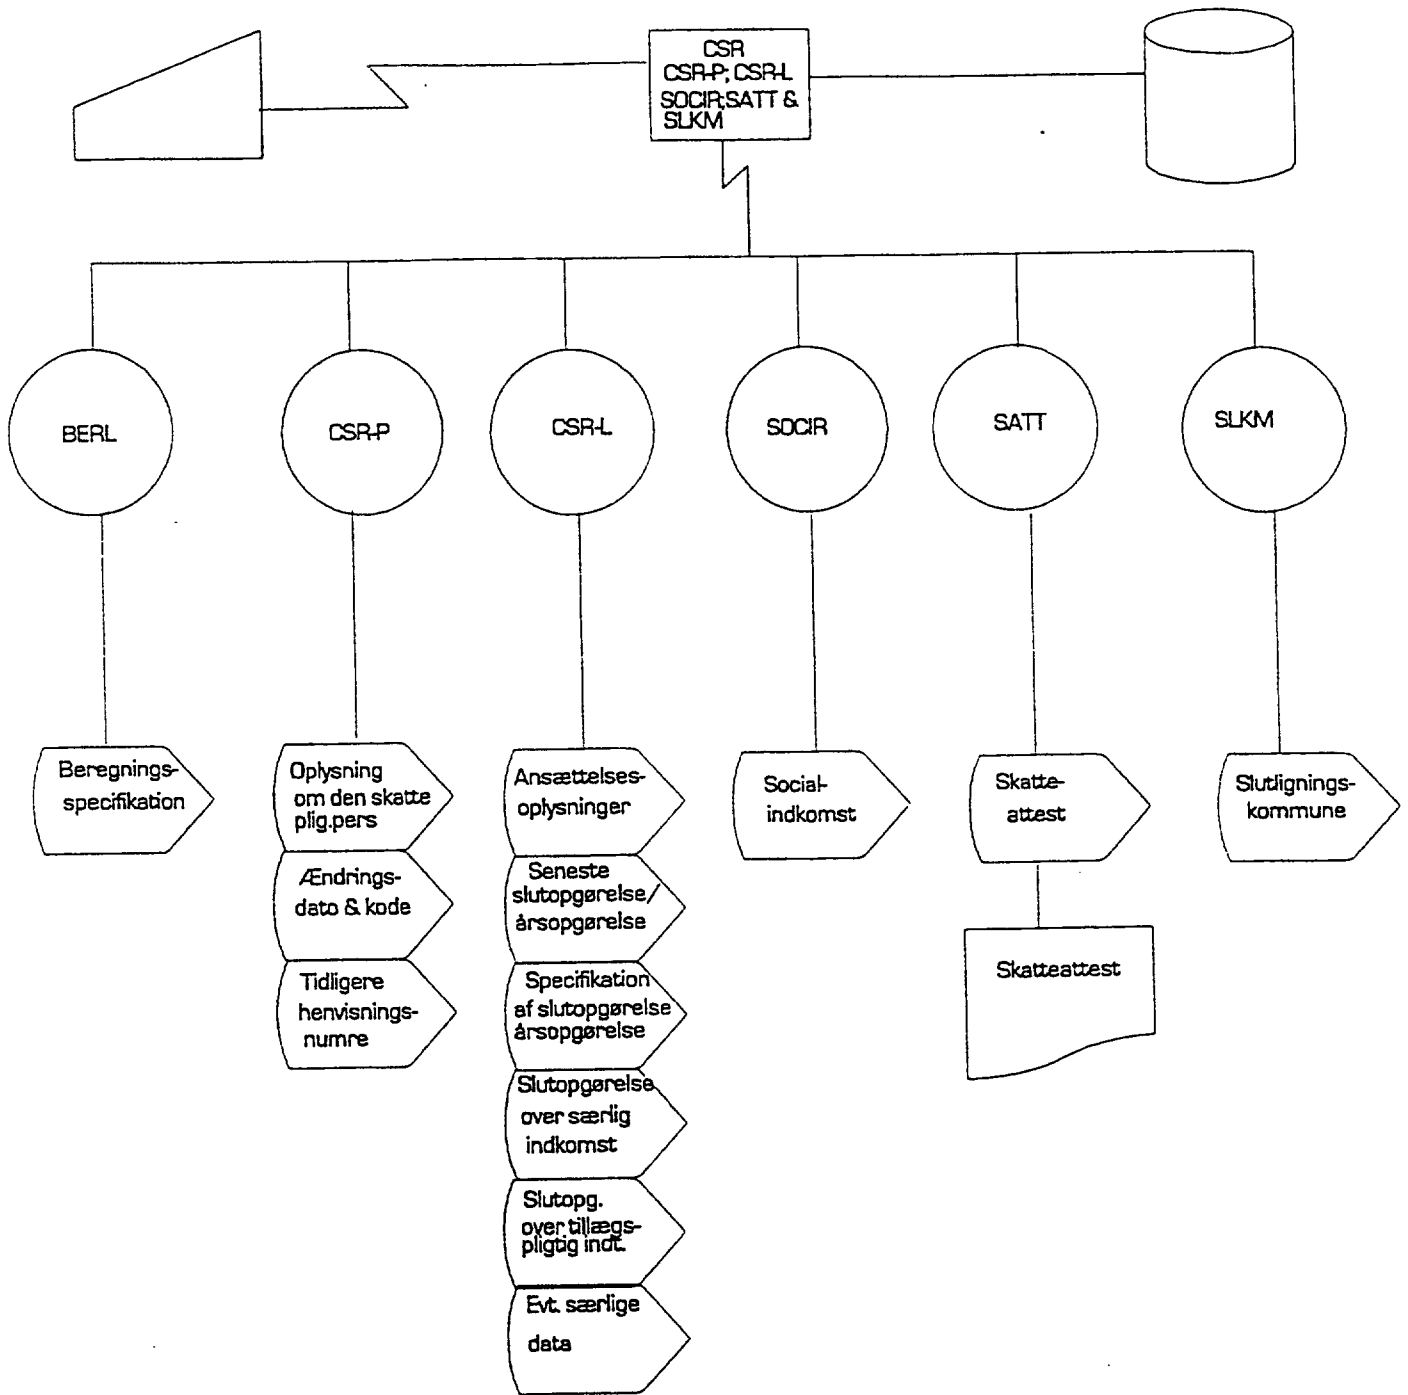 CSR
CSR-P; CSR-L
SOCIR;SATT &
SLKM
BERL
CSR-P
CSR-L
SOCIR
SATT
SLKM
Beregnings-
specifikation
Oplysning
om den skatte
plig.pers
Ændrings-
dato & kode
Tidligere
henvisnings-
numre
Ansættelses-
oplysninger
Seneste
slutopgørelse/
årsopgørelse
Specifikation
af slutopgørelse
årsopgørelse
Slutopgørelse
over særlig
indkomst
Slutopg.
over tillægs-
pligtig indt.
Evt. særlige
data
Social-
indkomst
Skatte-
attest
Skatteattest
Slutlignings-
kommune